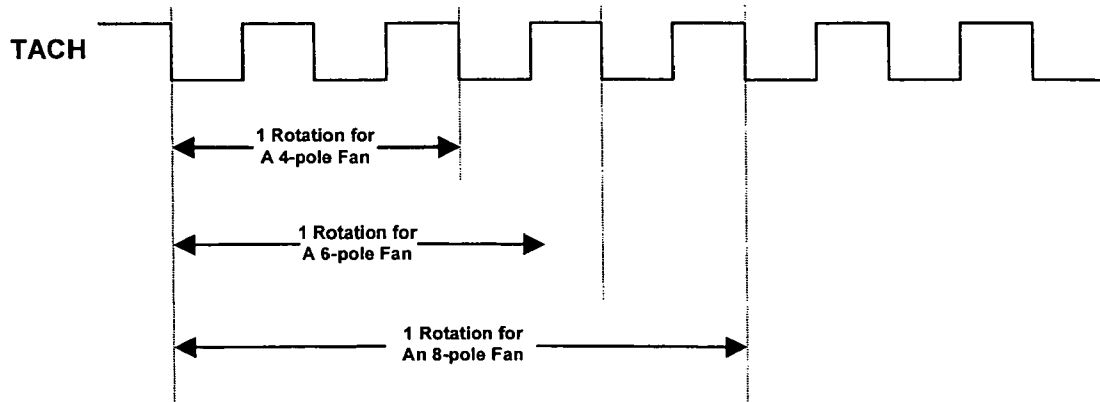 TACH
1 Rotation for
A 4-pole Fan
1 Rotation for
A 6-pole Fan
1 Rotation for
An 8-pole Fan